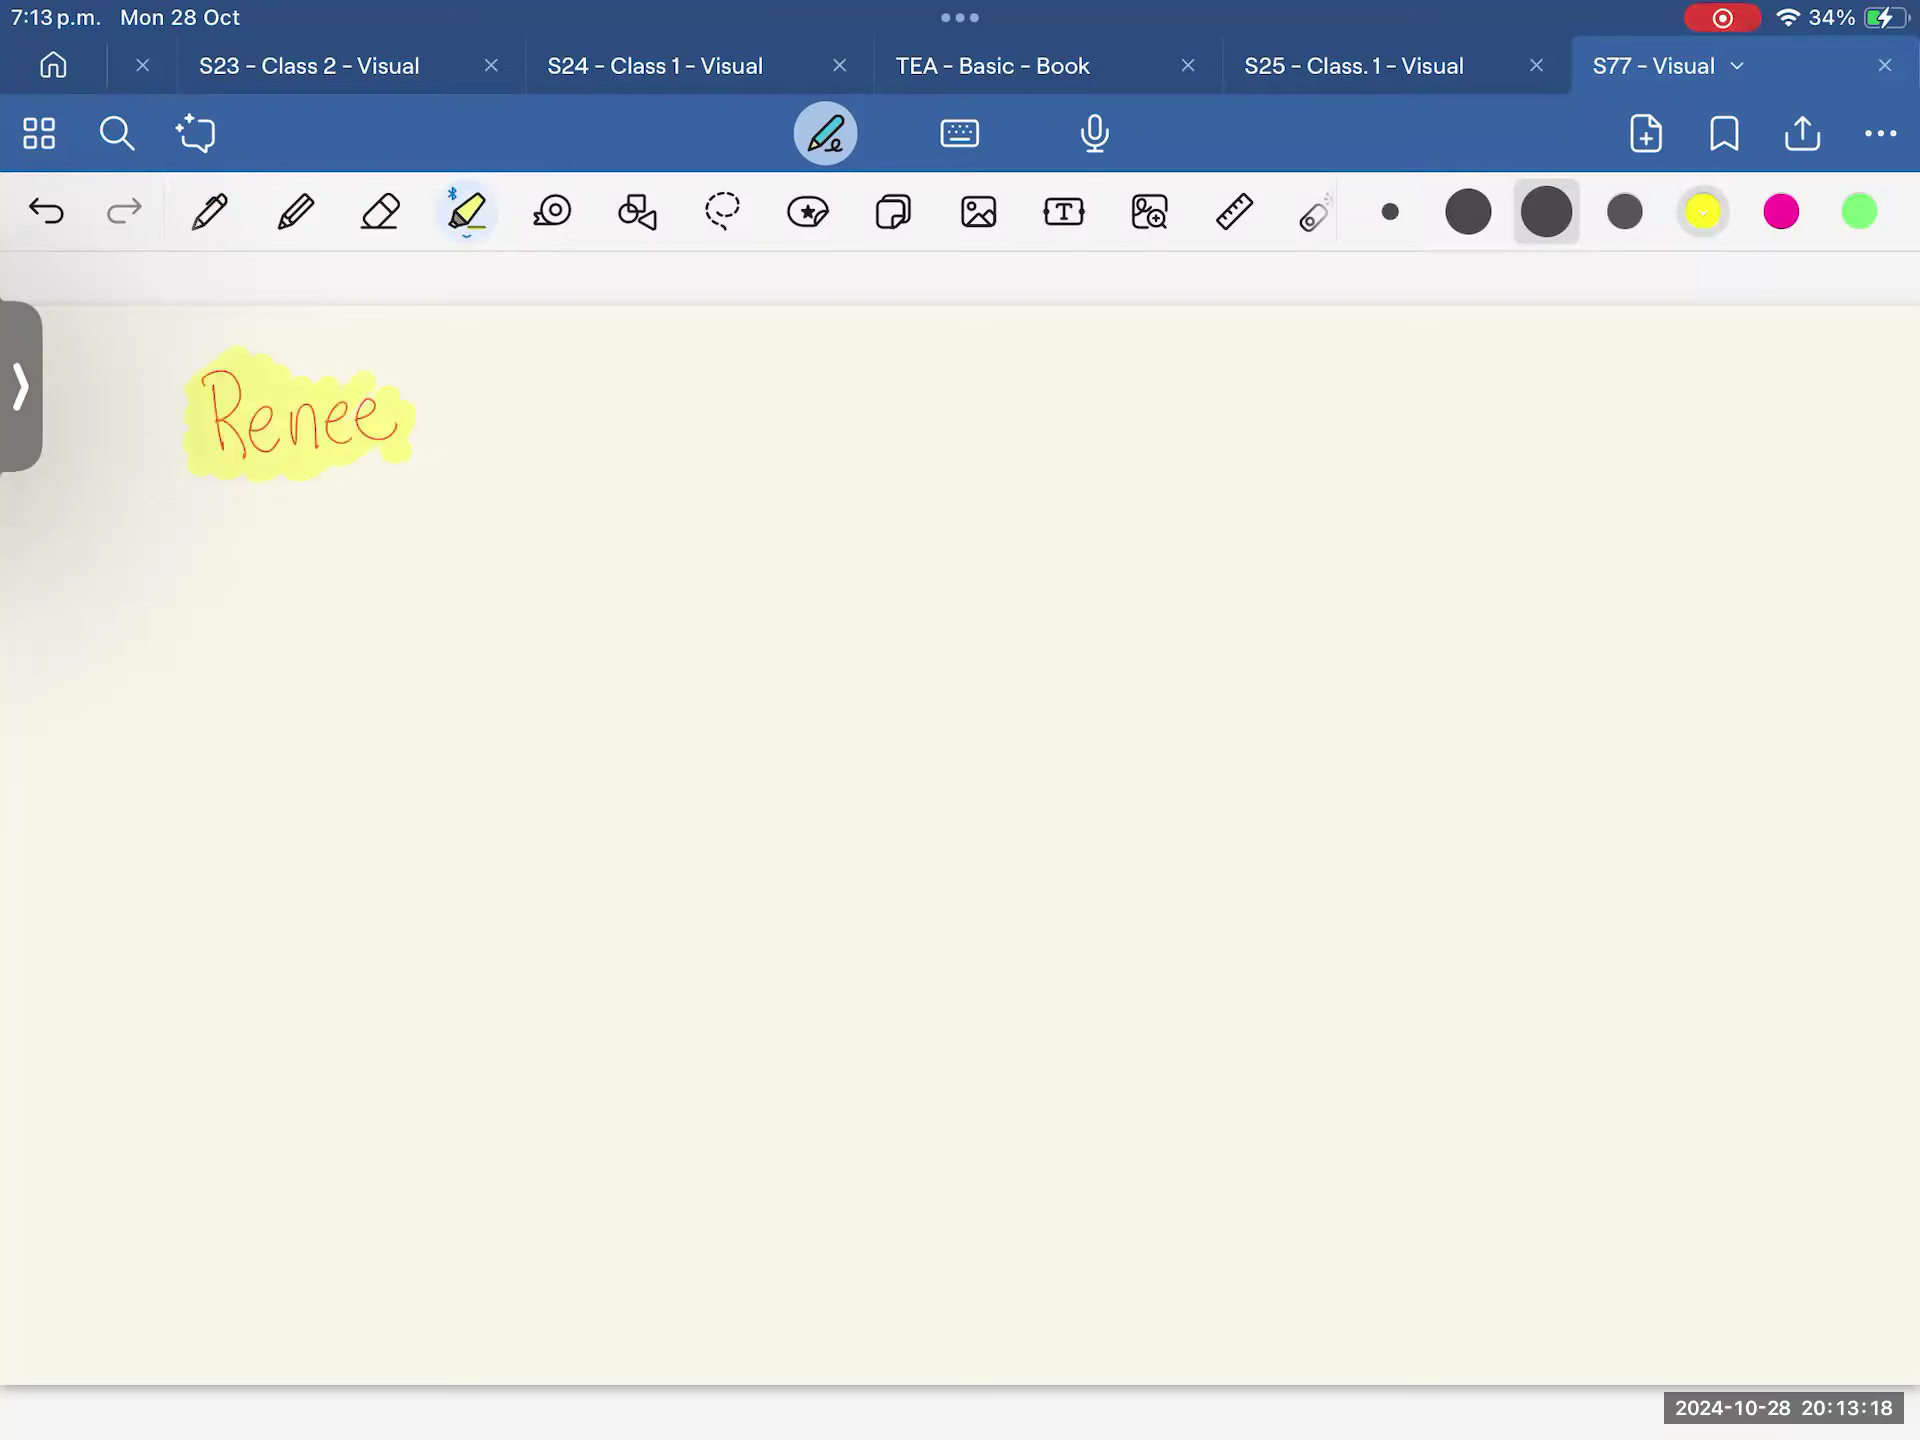 7:13 p.m. Mon 28 Oct
34%
S23 - Class 2 - Visual
S24 - Class 1 - Visual
TEA - Basic - Book
S25 - Class. 1 - Visual
S77 - Visual
Renee
2024-10-28 20:13:18